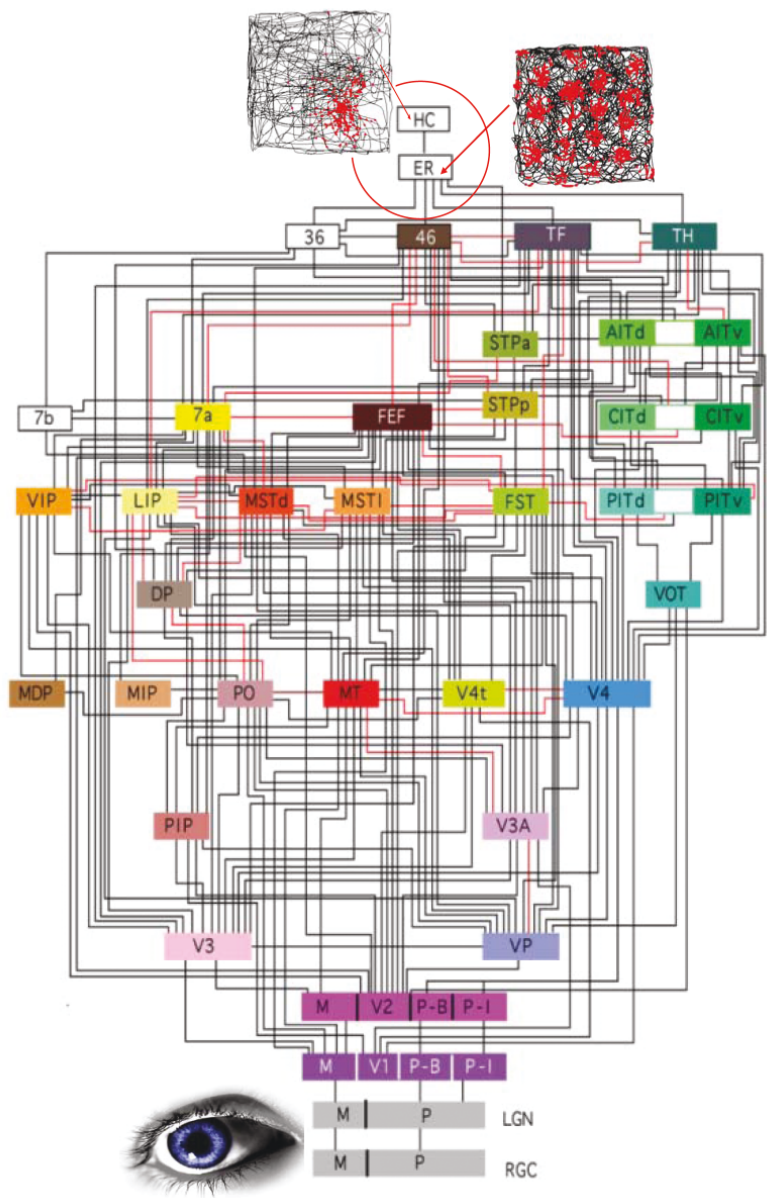 HC
ER
36 46 TF TH
STPa AITd AITv
7b 7a FEF STPp CITd CITv
VIP LIP MSTd MSTl FST PITd PITv
DP VOT
MDP MIP PO MT V4t V4
PIP V3A
V3 VP
M V2 P-B P-I
M V1 P-B P-I
M P LGN
M P RGC